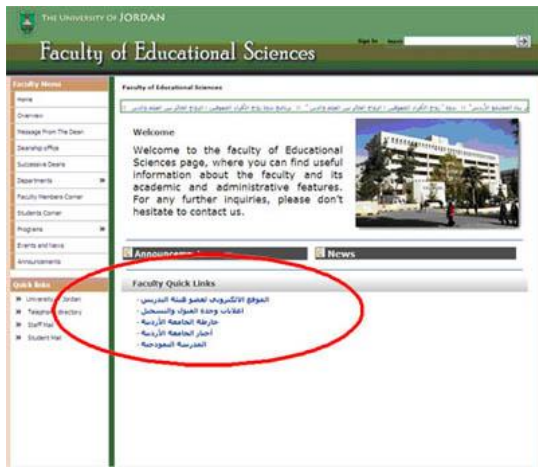 THE UNIVERSITY OF JORDAN
Faculty of Educational Sciences
Sign In
Search
Faculty Menu
Home
Overview
Message From The Dean
Deanship office
Successive Deans
Departments
Faculty Members Corner
Students Corner
Programs
Events and News
Announcements
Quick links
University Jordan
Telephone directory
Staff Mail
Student Mail
Faculty of Educational Sciences
Welcome
Welcome to the faculty of Educational
Sciences page, where you can find useful
information about the faculty and its
academic and administrative features.
For any further inquiries, please don't
hesitate to contact us.
News
Faculty Quick Links
الموقع الالكتروني لعضو هيئة التدريس -
اعلانات وحدة القبول والتسجيل -
خارطة الجامعة الأردنية -
أخبار الجامعة الأردنية -
المدرسة النموذجية -